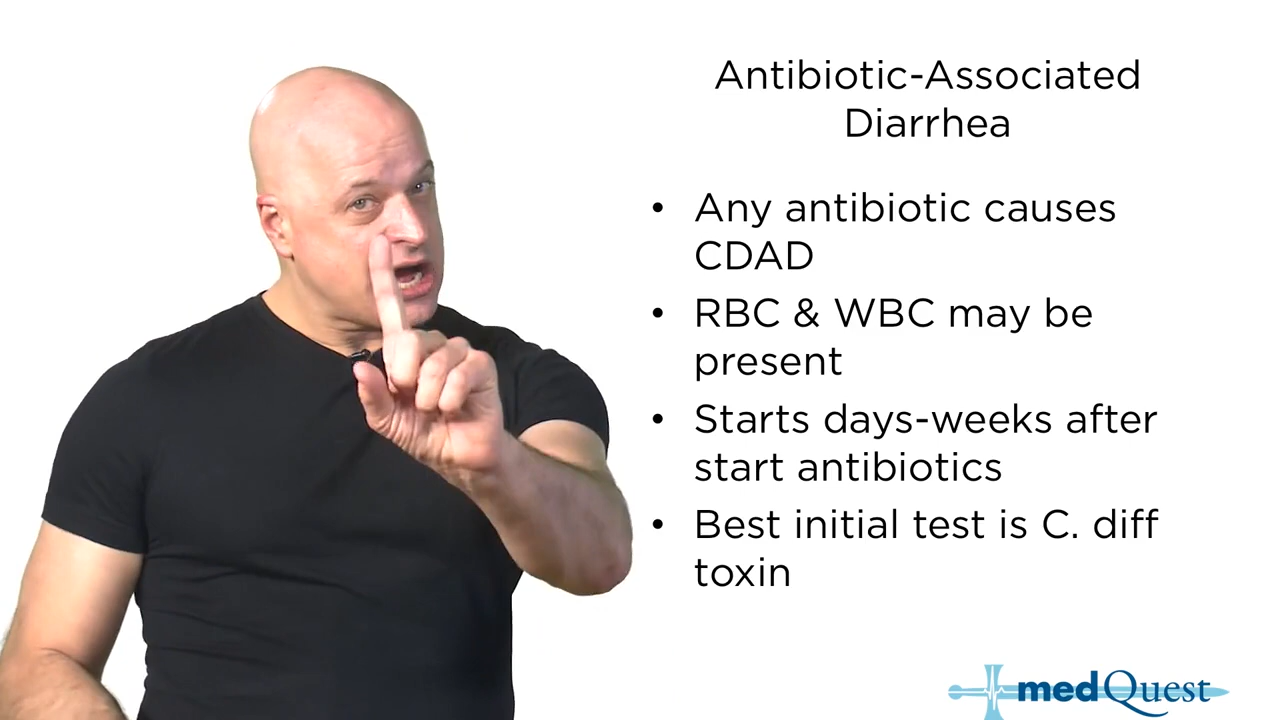 Antibiotic-Associated
Diarrhea
• Any antibiotic causes
CDAD
• RBC & WBC may be
present
• Starts days-weeks after
start antibiotics
• Best initial test is C. diff
toxin
medQuest